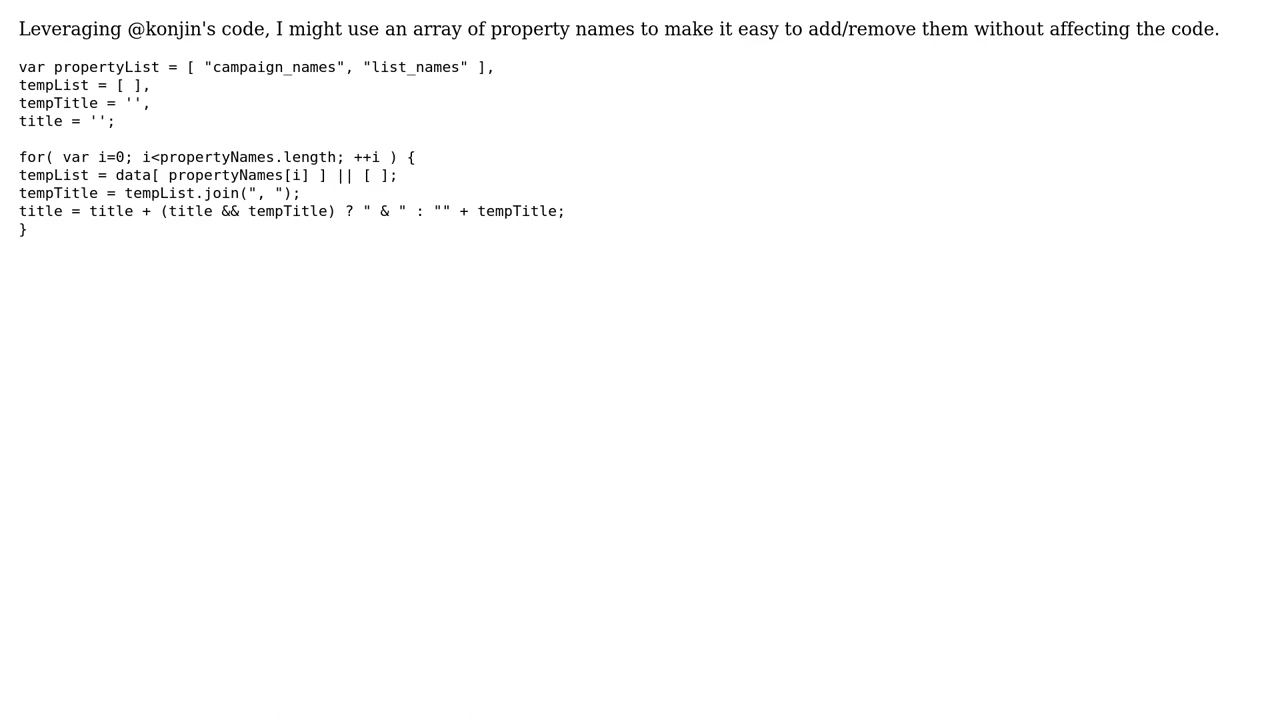 Leveraging @konjin's code, I might use an array of property names to make it easy to add/remove them without affecting the code.
var propertyList = [ "campaign_names", "list_names" ],
tempList = [ ],
tempTitle = '',
title = '';
for( var i=0; i<propertyNames.length; ++i ) {
tempList = data[ propertyNames[i] ] || [ ];
tempTitle = tempList.join(", ");
title = title + (title && tempTitle) ? " & " : "" + tempTitle;
}